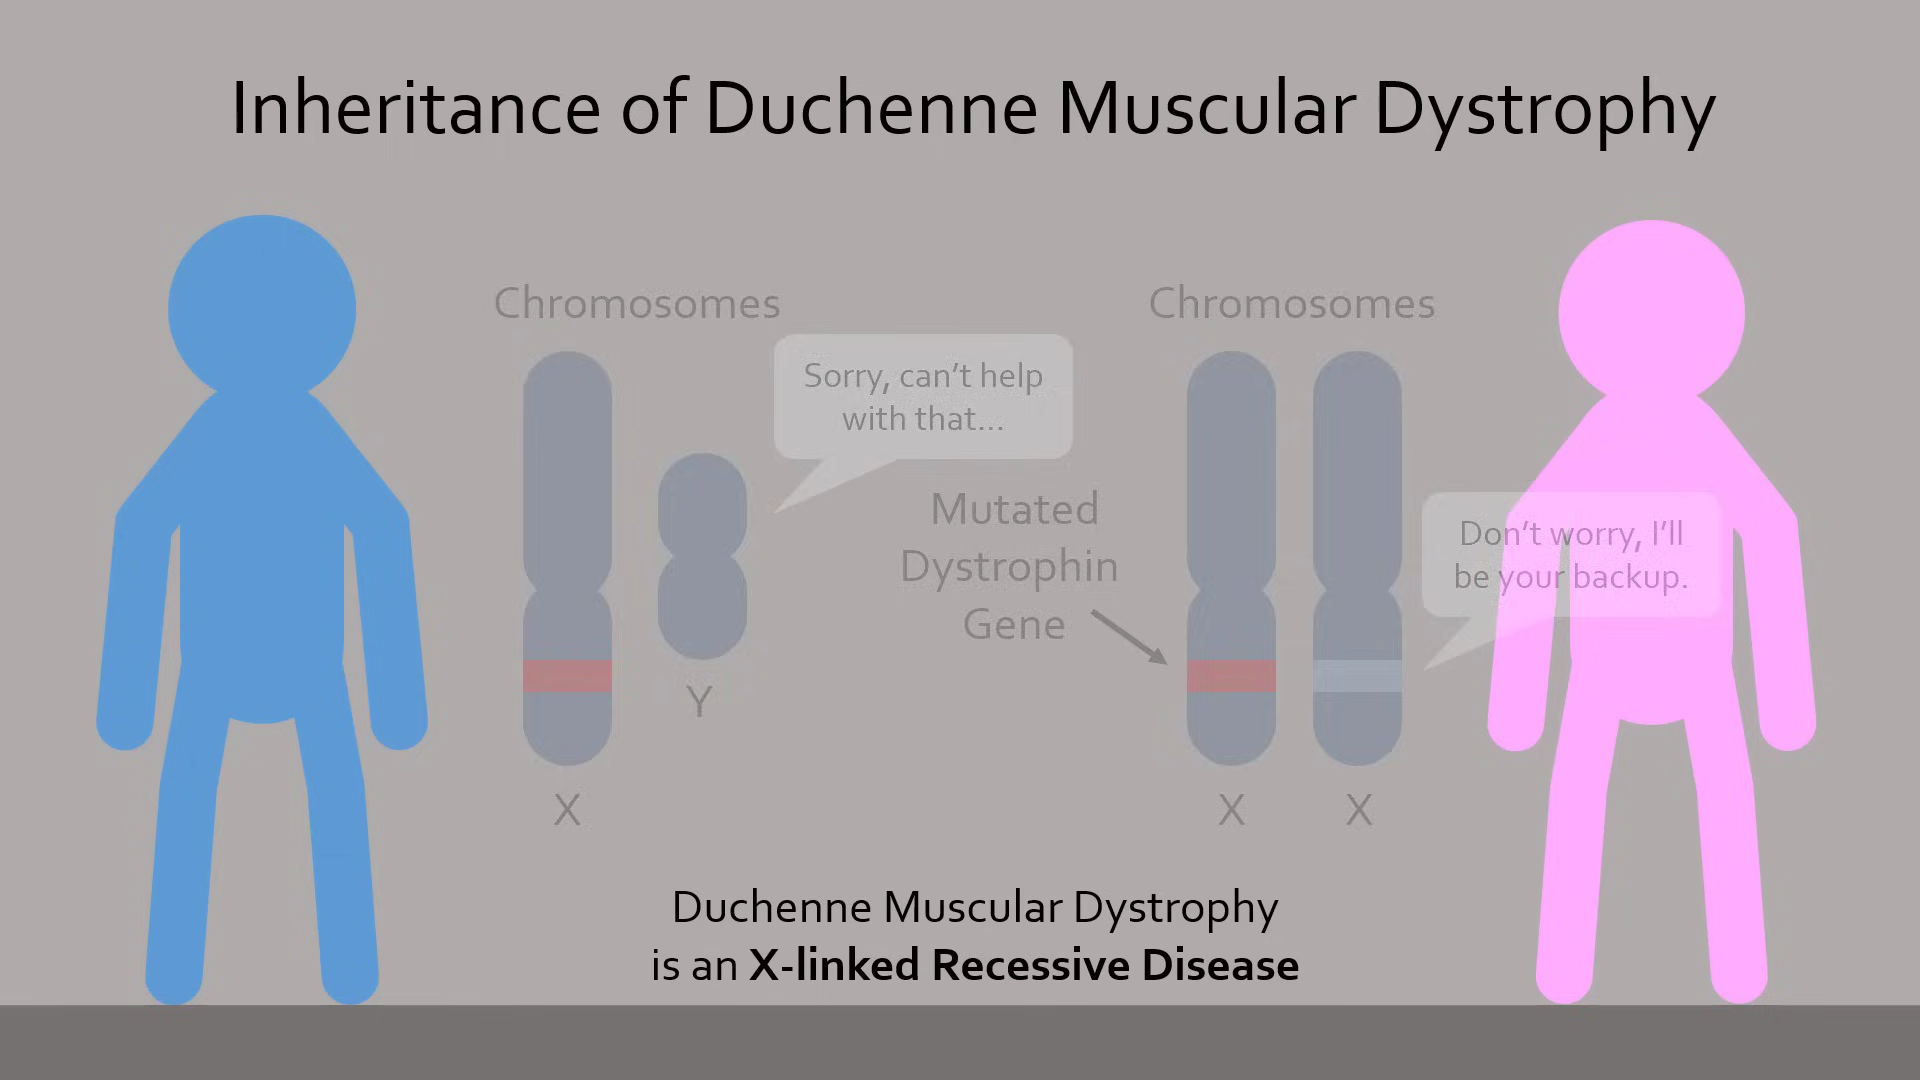 Inheritance of Duchenne Muscular Dystrophy
Chromosomes
Sorry, can't help
with that...
Y
X
Mutated
Dystrophin
Gene
Chromosomes
Don't worry, I'll
be your backup.
X
X
Duchenne Muscular Dystrophy
is an X-linked Recessive Disease